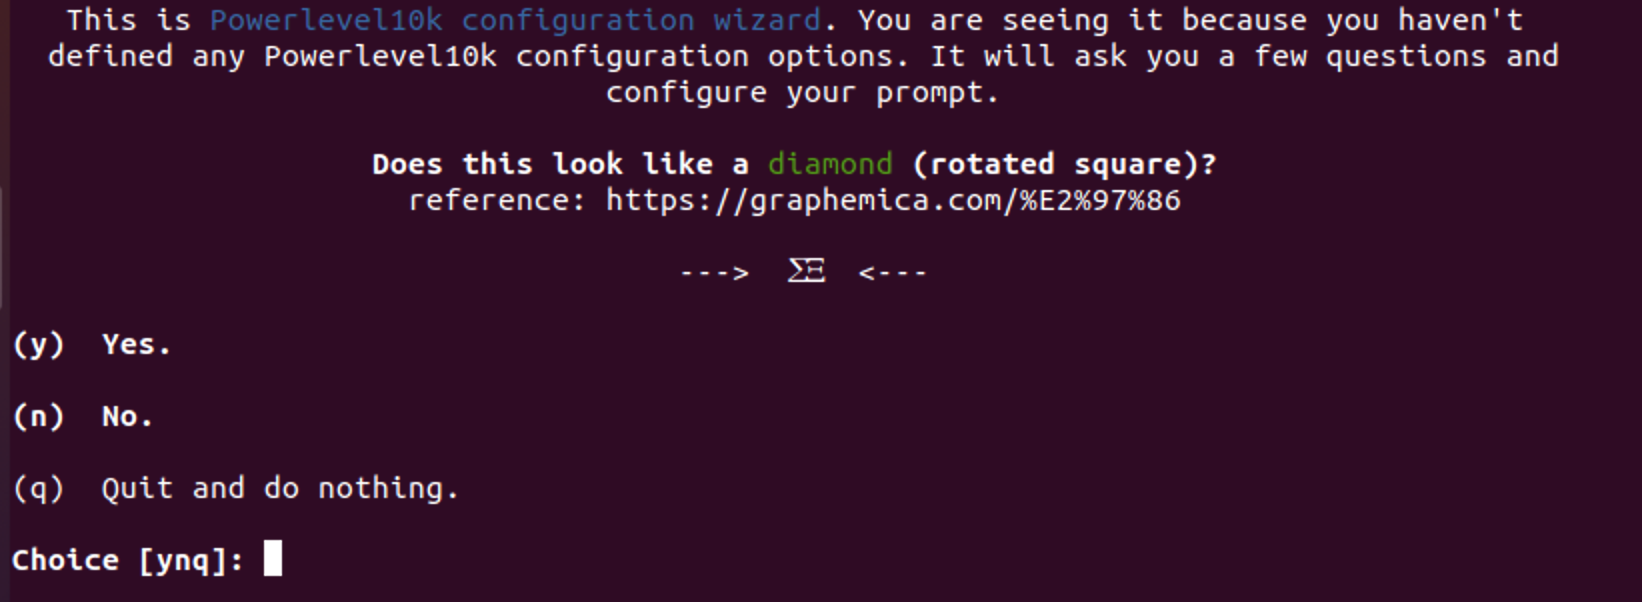 This is Powerlevel10k configuration wizard. You are seeing it because you haven't
defined any Powerlevel10k configuration options. It will ask you a few questions and
configure your prompt.
Does this look like a diamond (rotated square)?
reference: https://graphemica.com/%E2%97%86
---> ΣΞ <---
(y) Yes.
(n) No.
(q) Quit and do nothing.
Choice [ynq]: